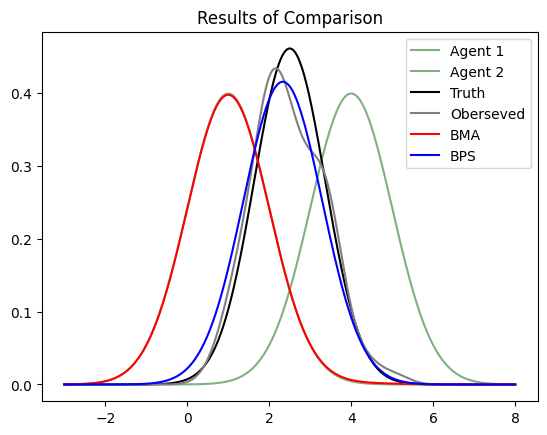 Results of Comparison
Agent 1
Agent 2
Truth
Oberseved
BMA
BPS
0.4
0.3
0.2
0.1
0.0
−2
0
2
4
6
8